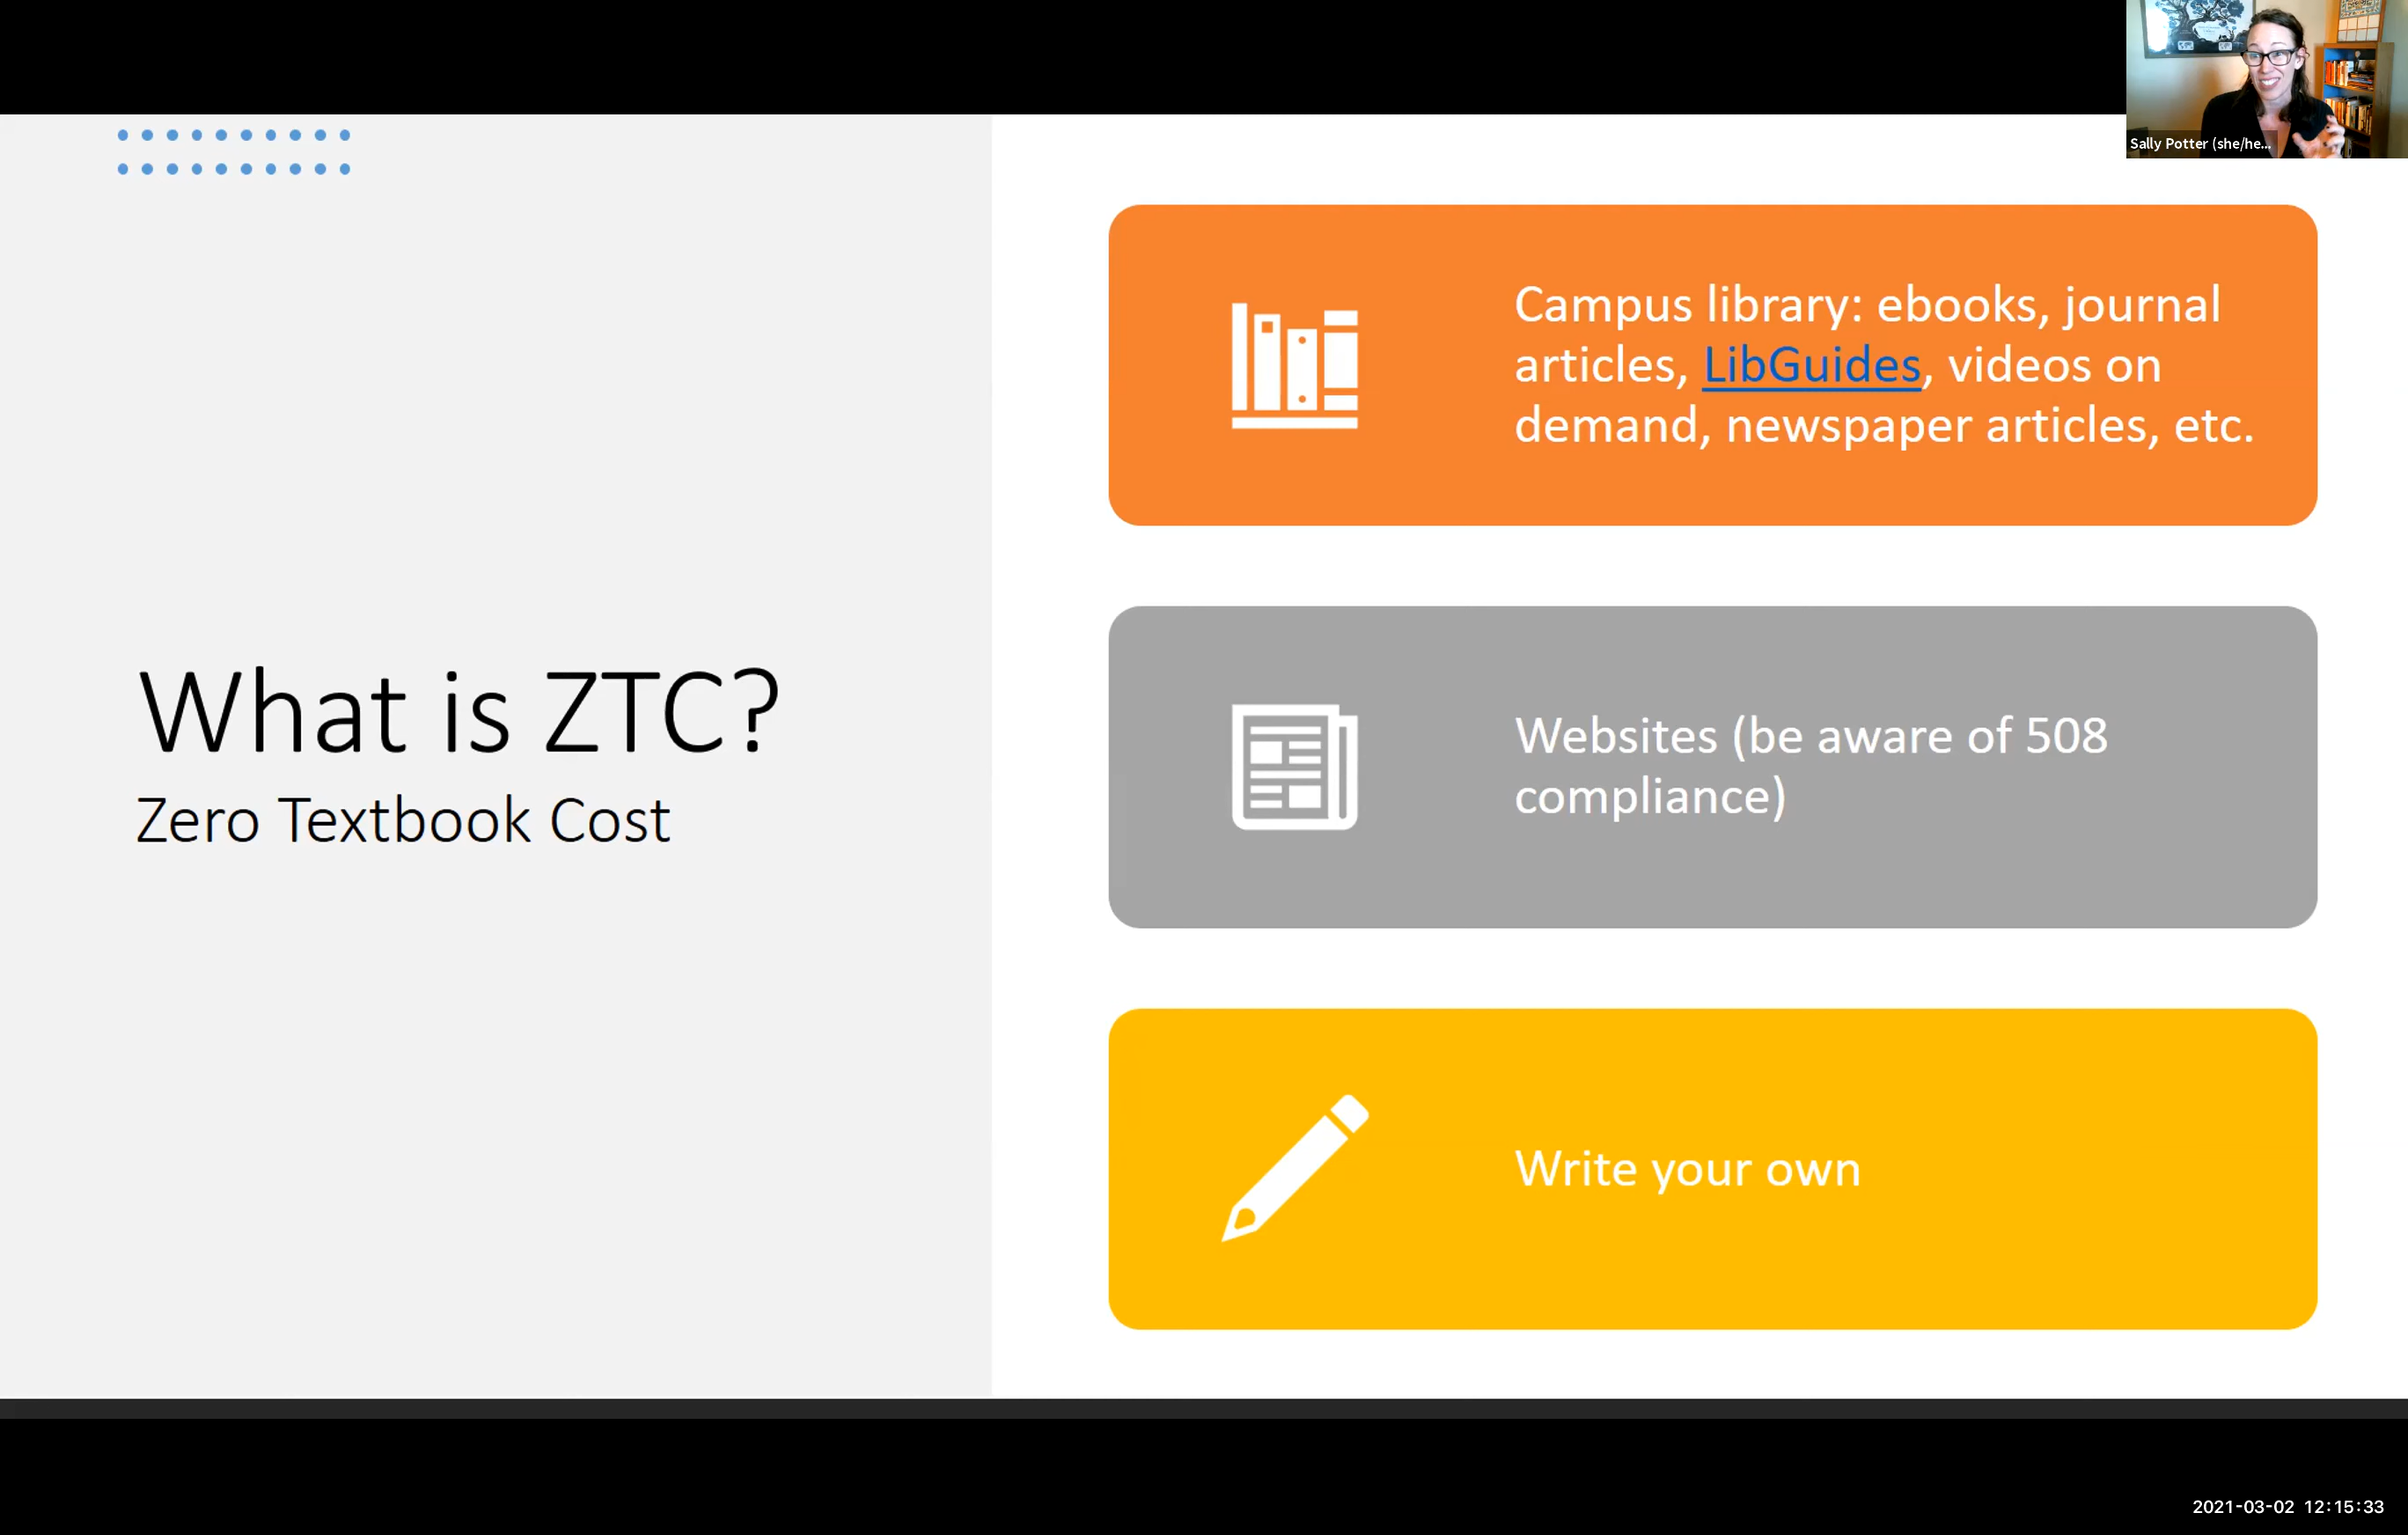 Sally Potter (she/he...
What is ZTC?
Zero Textbook Cost
Campus library: ebooks, journal
articles, LibGuides, videos on
demand, newspaper articles, etc.
Websites (be aware of 508
compliance)
Write your own
2021-03-02 12:15:33